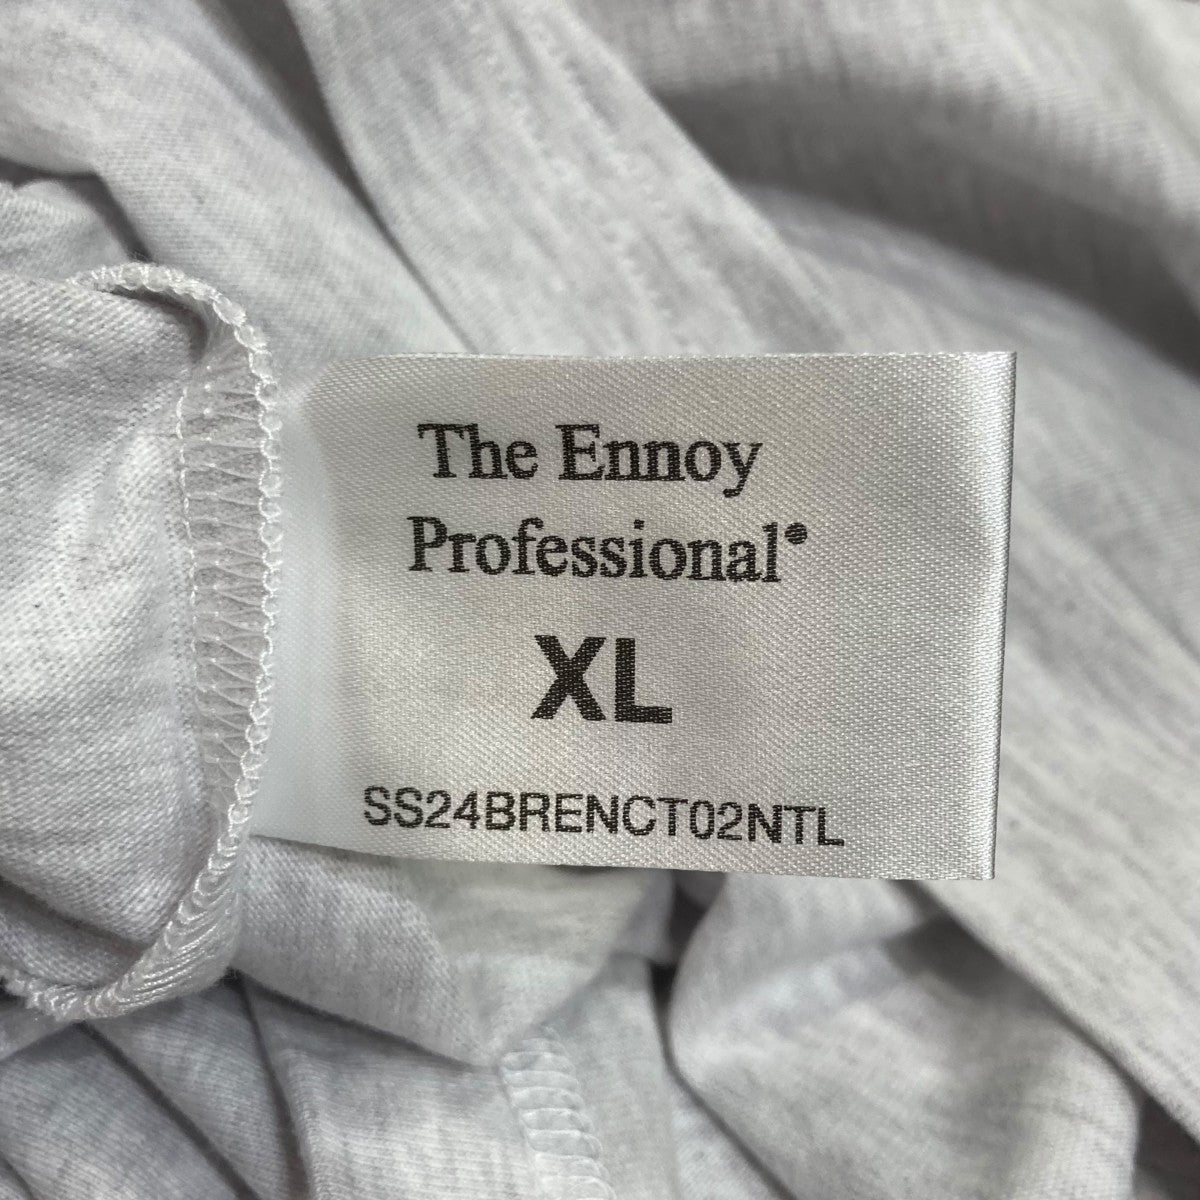 The Ennoy
Professional®
XL
SS24BRENCT02NTL